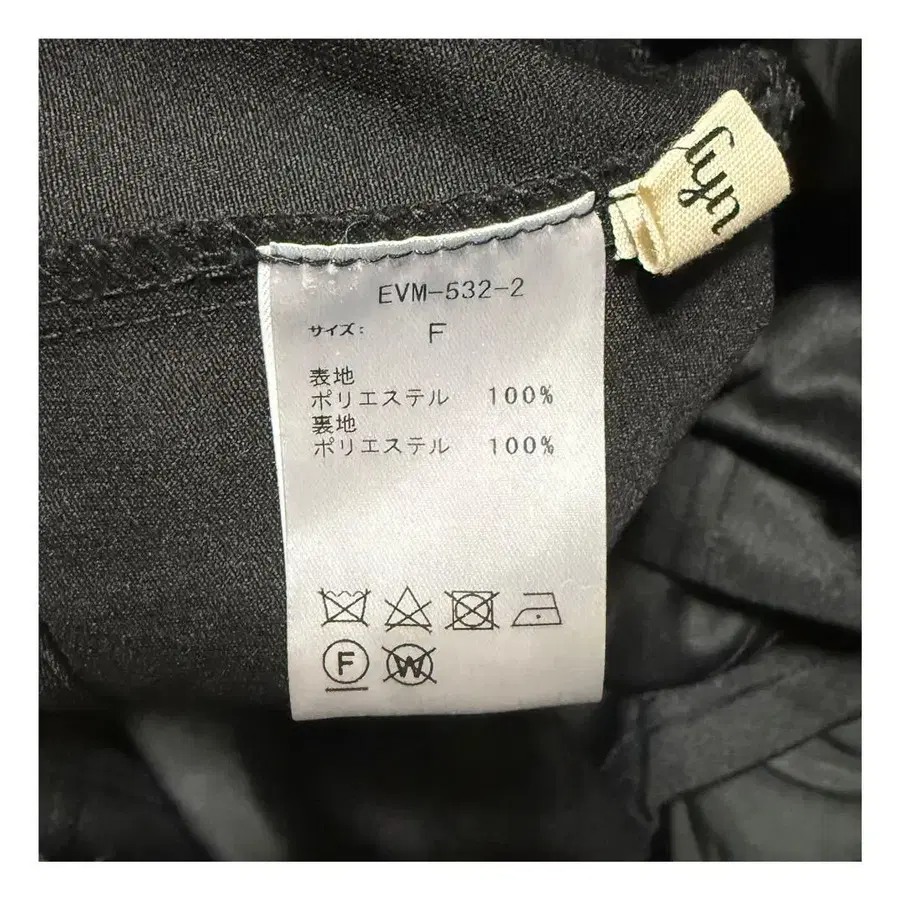 lyn
EVM-532-2
サイズ: F
表地
ポリエステル 100%
裏地
ポリエステル 100%
F W